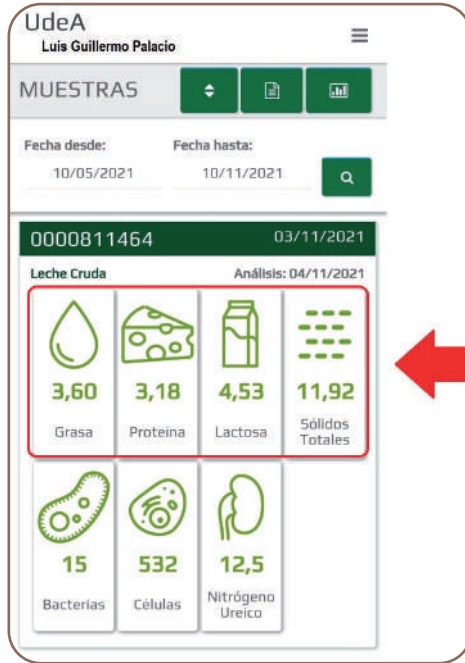 UdeA
Luis Guillermo Palacio
MUESTRAS
Fecha desde: Fecha hasta:
10/05/2021 10/11/2021
0000811464 03/11/2021
Leche Cruda Análisis: 04/11/2021
3,60 3,18 4,53 11,92
Grasa Proteína Lactosa Sólidos Totales
15 532 12,5
Bacterias Células Nitrógeno Ureico